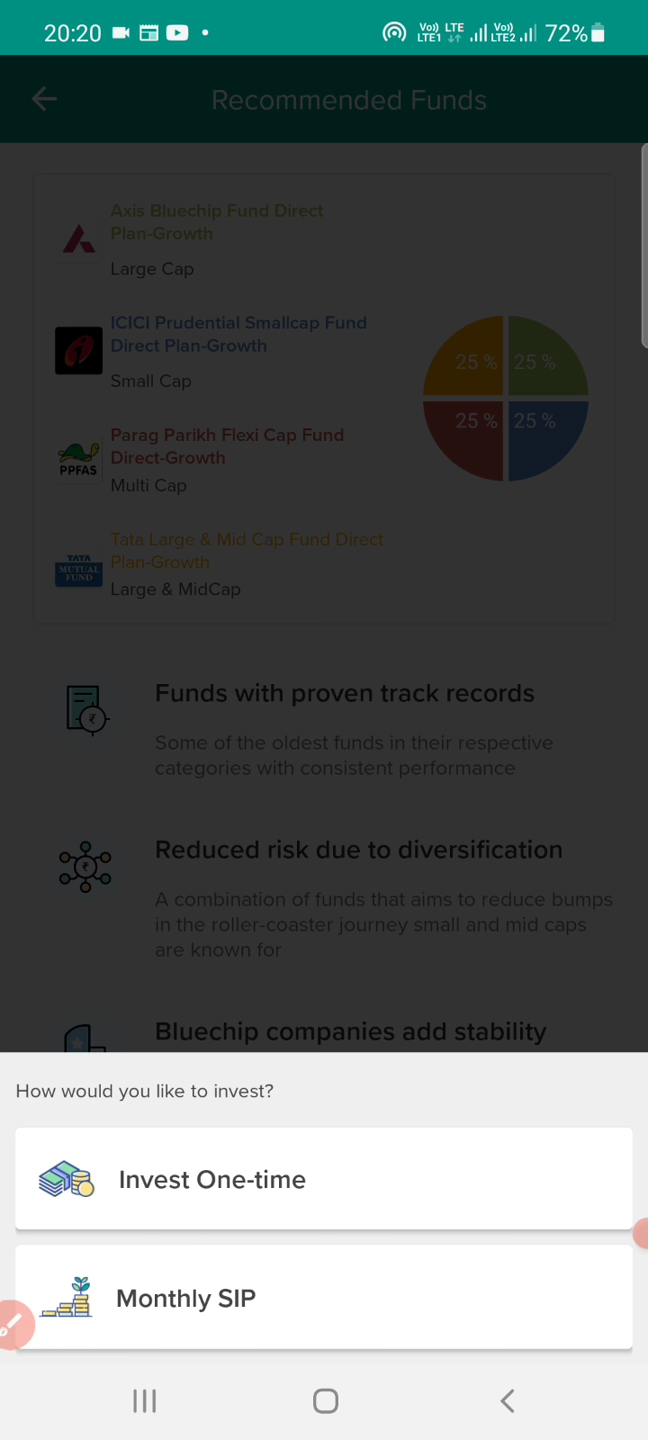 20:20
Vo) LTE Vo) 72%
LTE1 LTE2
Recommended Funds
Axis Bluechip Fund Direct
Plan-Growth
Large Cap
ICICI Prudential Smallcap Fund
Direct Plan-Growth
Small Cap
25 % 25 %
25 % 25 %
Parag Parikh Flexi Cap Fund
Direct-Growth
PPFAS
Multi Cap
Tata Large & Mid Cap Fund Direct
Plan-Growth
TATA
MUTUAL
FUND
Large & MidCap
Funds with proven track records
Some of the oldest funds in their respective
categories with consistent performance
Reduced risk due to diversification
A combination of funds that aims to reduce bumps
in the roller-coaster journey small and mid caps
are known for
Bluechip companies add stability
How would you like to invest?
Invest One-time
Monthly SIP